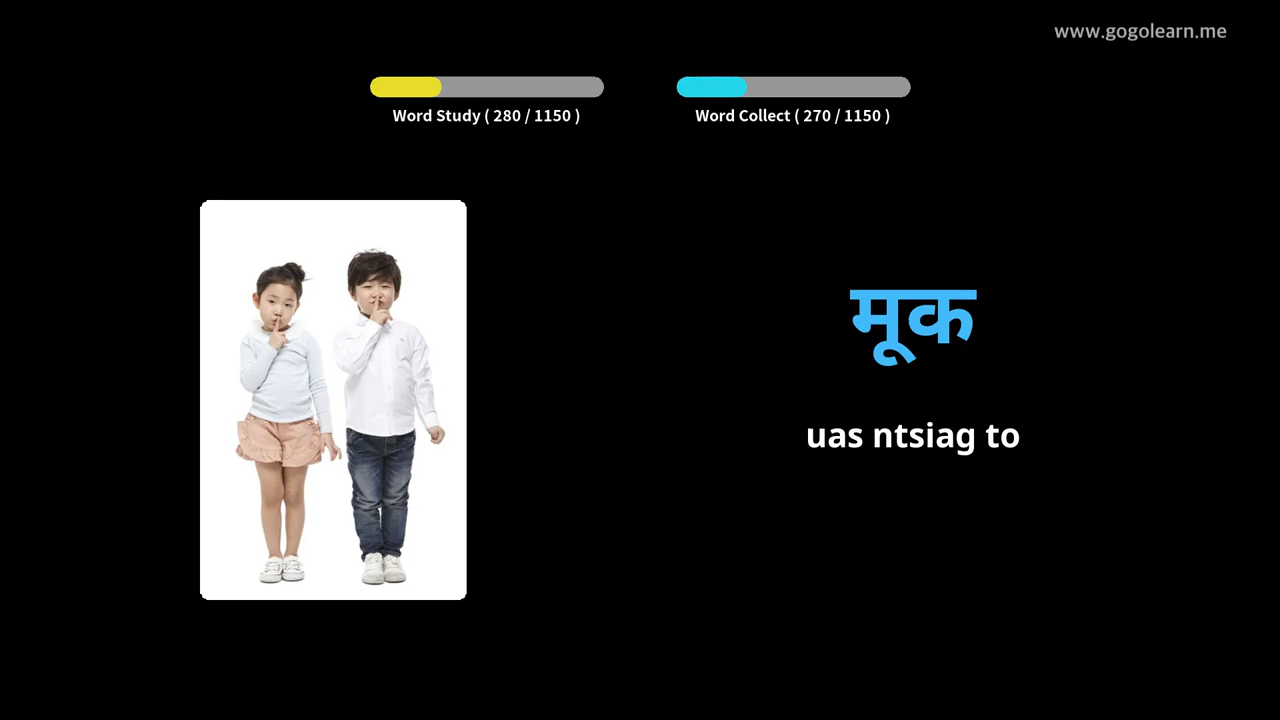 www.gogolearn.me
Word Study ( 280 / 1150 )
Word Collect ( 270 / 1150 )
मूक
uas ntsiag to